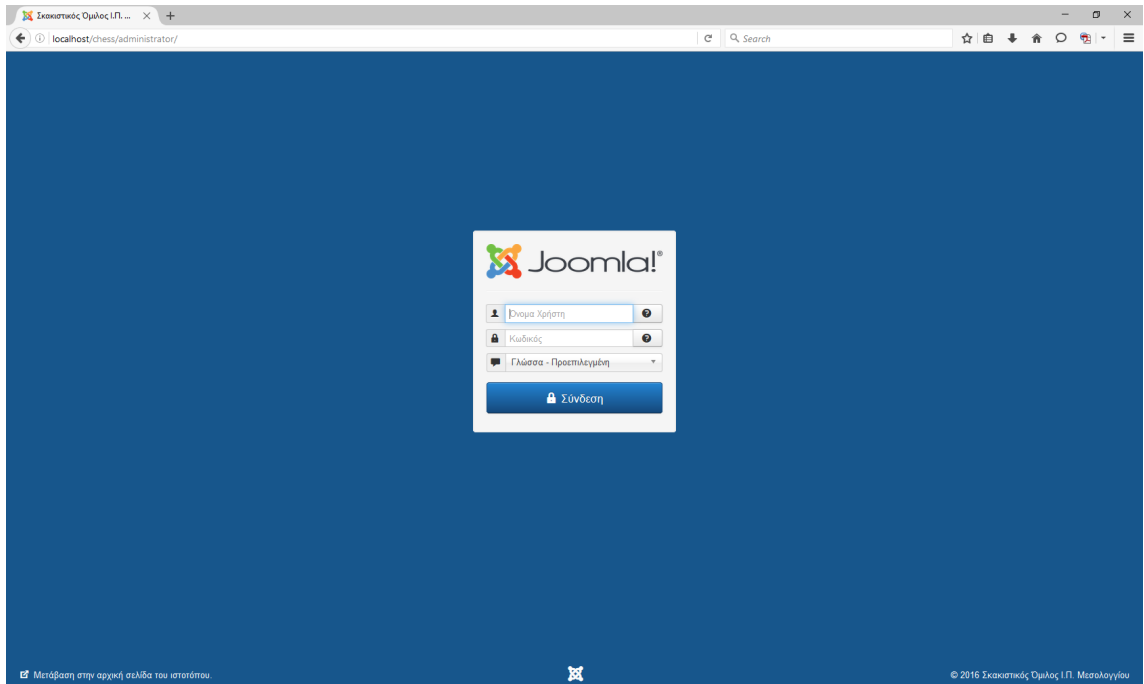 Σκακιστικός Όμιλος Ι.Π. ...
localhost/chess/administrator/
Search
Joomla!®
Όνομα Χρήστη
Κωδικός
Γλώσσα - Προεπιλεγμένη
Σύνδεση
Μετάβαση στην αρχική σελίδα του ιστοτόπου.
© 2016 Σκακιστικός Όμιλος Ι.Π. Μεσολογγίου